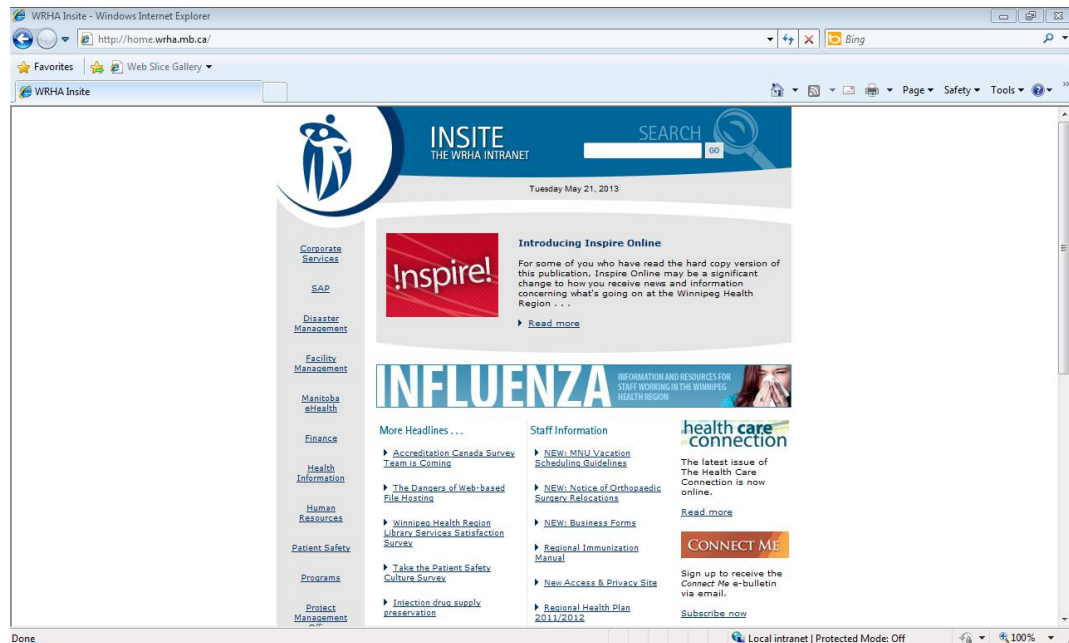 WRHA Insite - Windows Internet Explorer
http://home.wrha.mb.ca/
Bing
Favorites
Web Slice Gallery
WRHA Insite
Page
Safety
Tools
INSITE
THE WRHA INTRANET
SEARCH
GO
Tuesday May 21, 2013
Corporate
Services
SAP
Disaster
Management
Facility
Management
Manitoba
eHealth
Finance
Health
Information
Human
Resources
Patient Safety
Programs
Project
Management
!nspire!
Introducing Inspire Online
For some of you who have read the hard copy version of
this publication, Inspire Online may be a significant
change to how you receive news and information
concerning what's going on at the Winnipeg Health
Region . . .
Read more
INFLUENZA
INFORMATION AND RESOURCES FOR
STAFF WORKING IN THE WINNIPEG
HEALTH REGION
More Headlines . . .
Accreditation Canada Survey
Team is Coming
The Dangers of Web-based
File Hosting
Winnipeg Health Region
Library Services Satisfaction
Survey
Take the Patient Safety
Culture Survey
Injection drug supply
preservation
Staff Information
NEW: MNU Vacation
Scheduling Guidelines
NEW: Notice of Orthopaedic
Surgery Relocations
NEW: Business Forms
Regional Immunization
Manual
New Access & Privacy Site
Regional Health Plan
2011/2012
health care
connection
The latest issue of
The Health Care
Connection is now
online.
Read more
CONNECT ME
Sign up to receive the
Connect Me e-bulletin
via email.
Subscribe now
Done
Local intranet | Protected Mode: Off
100%